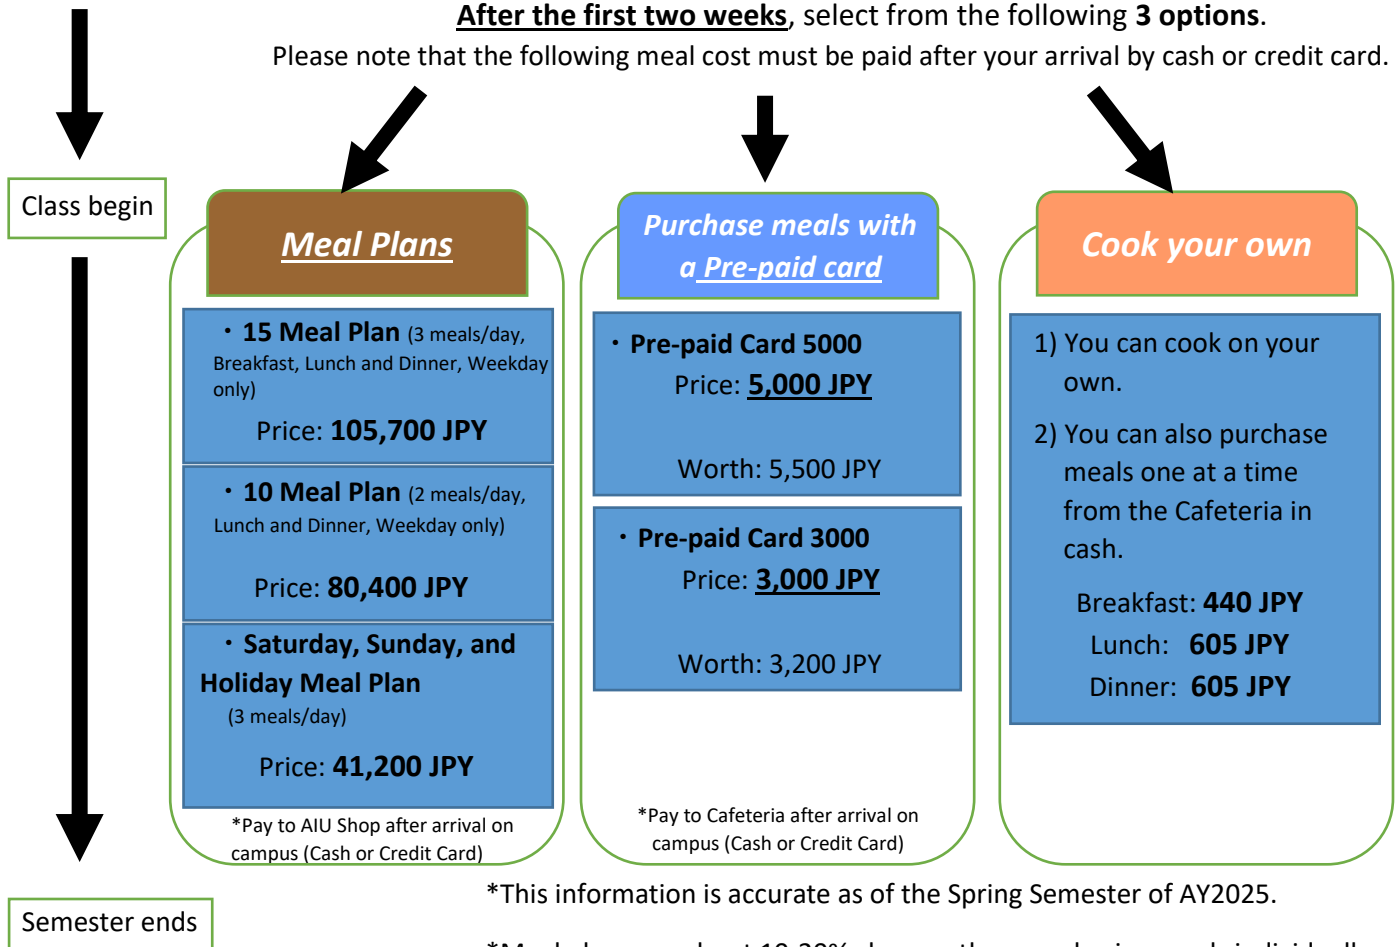 After the first two weeks, select from the following 3 options.
Please note that the following meal cost must be paid after your arrival by cash or credit card.
Class begin
Meal Plans
・15 Meal Plan (3 meals/day,
Breakfast, Lunch and Dinner, Weekday
only)
Price: 105,700 JPY
・10 Meal Plan (2 meals/day,
Lunch and Dinner, Weekday only)
Price: 80,400 JPY
・Saturday, Sunday, and
Holiday Meal Plan
(3 meals/day)
Price: 41,200 JPY
*Pay to AIU Shop after arrival on
campus (Cash or Credit Card)
Purchase meals with
a Pre-paid card
・Pre-paid Card 5000
Price: 5,000 JPY
Worth: 5,500 JPY
・Pre-paid Card 3000
Price: 3,000 JPY
Worth: 3,200 JPY
*Pay to Cafeteria after arrival on
campus (Cash or Credit Card)
Cook your own
1) You can cook on your
own.
2) You can also purchase
meals one at a time
from the Cafeteria in
cash.
Breakfast: 440 JPY
Lunch: 605 JPY
Dinner: 605 JPY
Semester ends
*This information is accurate as of the Spring Semester of AY2025.